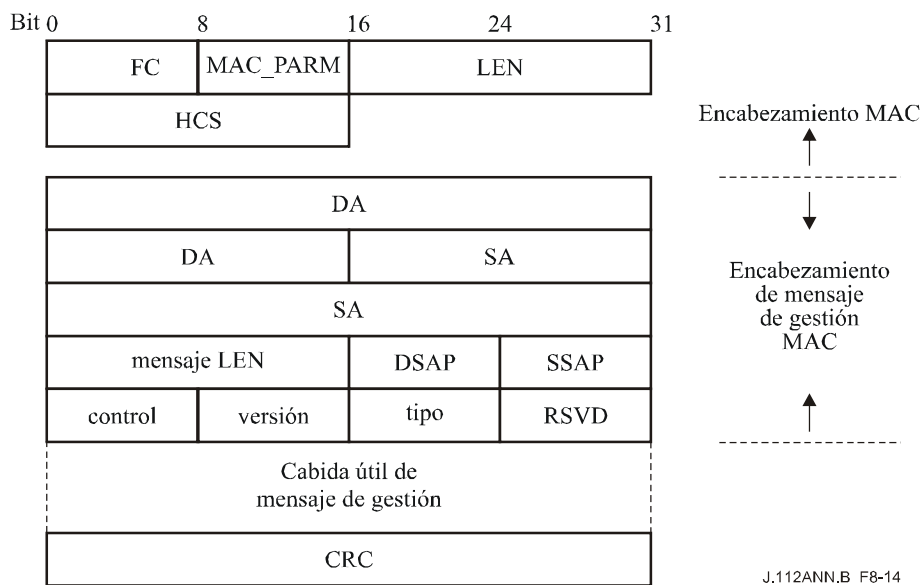 Bit 0 8 16 24 31
FC MAC_PARM LEN
HCS
Encabezamiento MAC
DA
DA SA
SA
Encabezamiento
de mensaje
de gestión
MAC
mensaje LEN DSAP SSAP
control versión tipo RSVD
Cabida útil de
mensaje de gestión
CRC
J.112ANN.B_F8-14